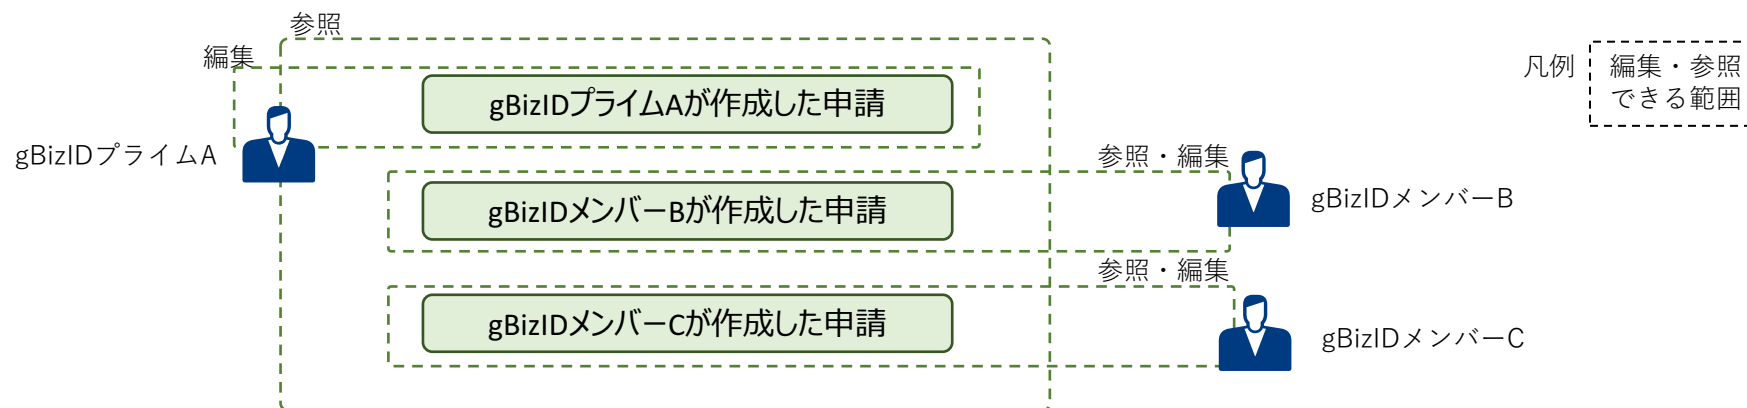 参照
編集
凡例
編集・参照
できる範囲
gBizIDプライムAが作成した申請
gBizIDプライムA
参照・編集
gBizIDメンバーBが作成した申請
gBizIDメンバーB
参照・編集
gBizIDメンバーCが作成した申請
gBizIDメンバーC